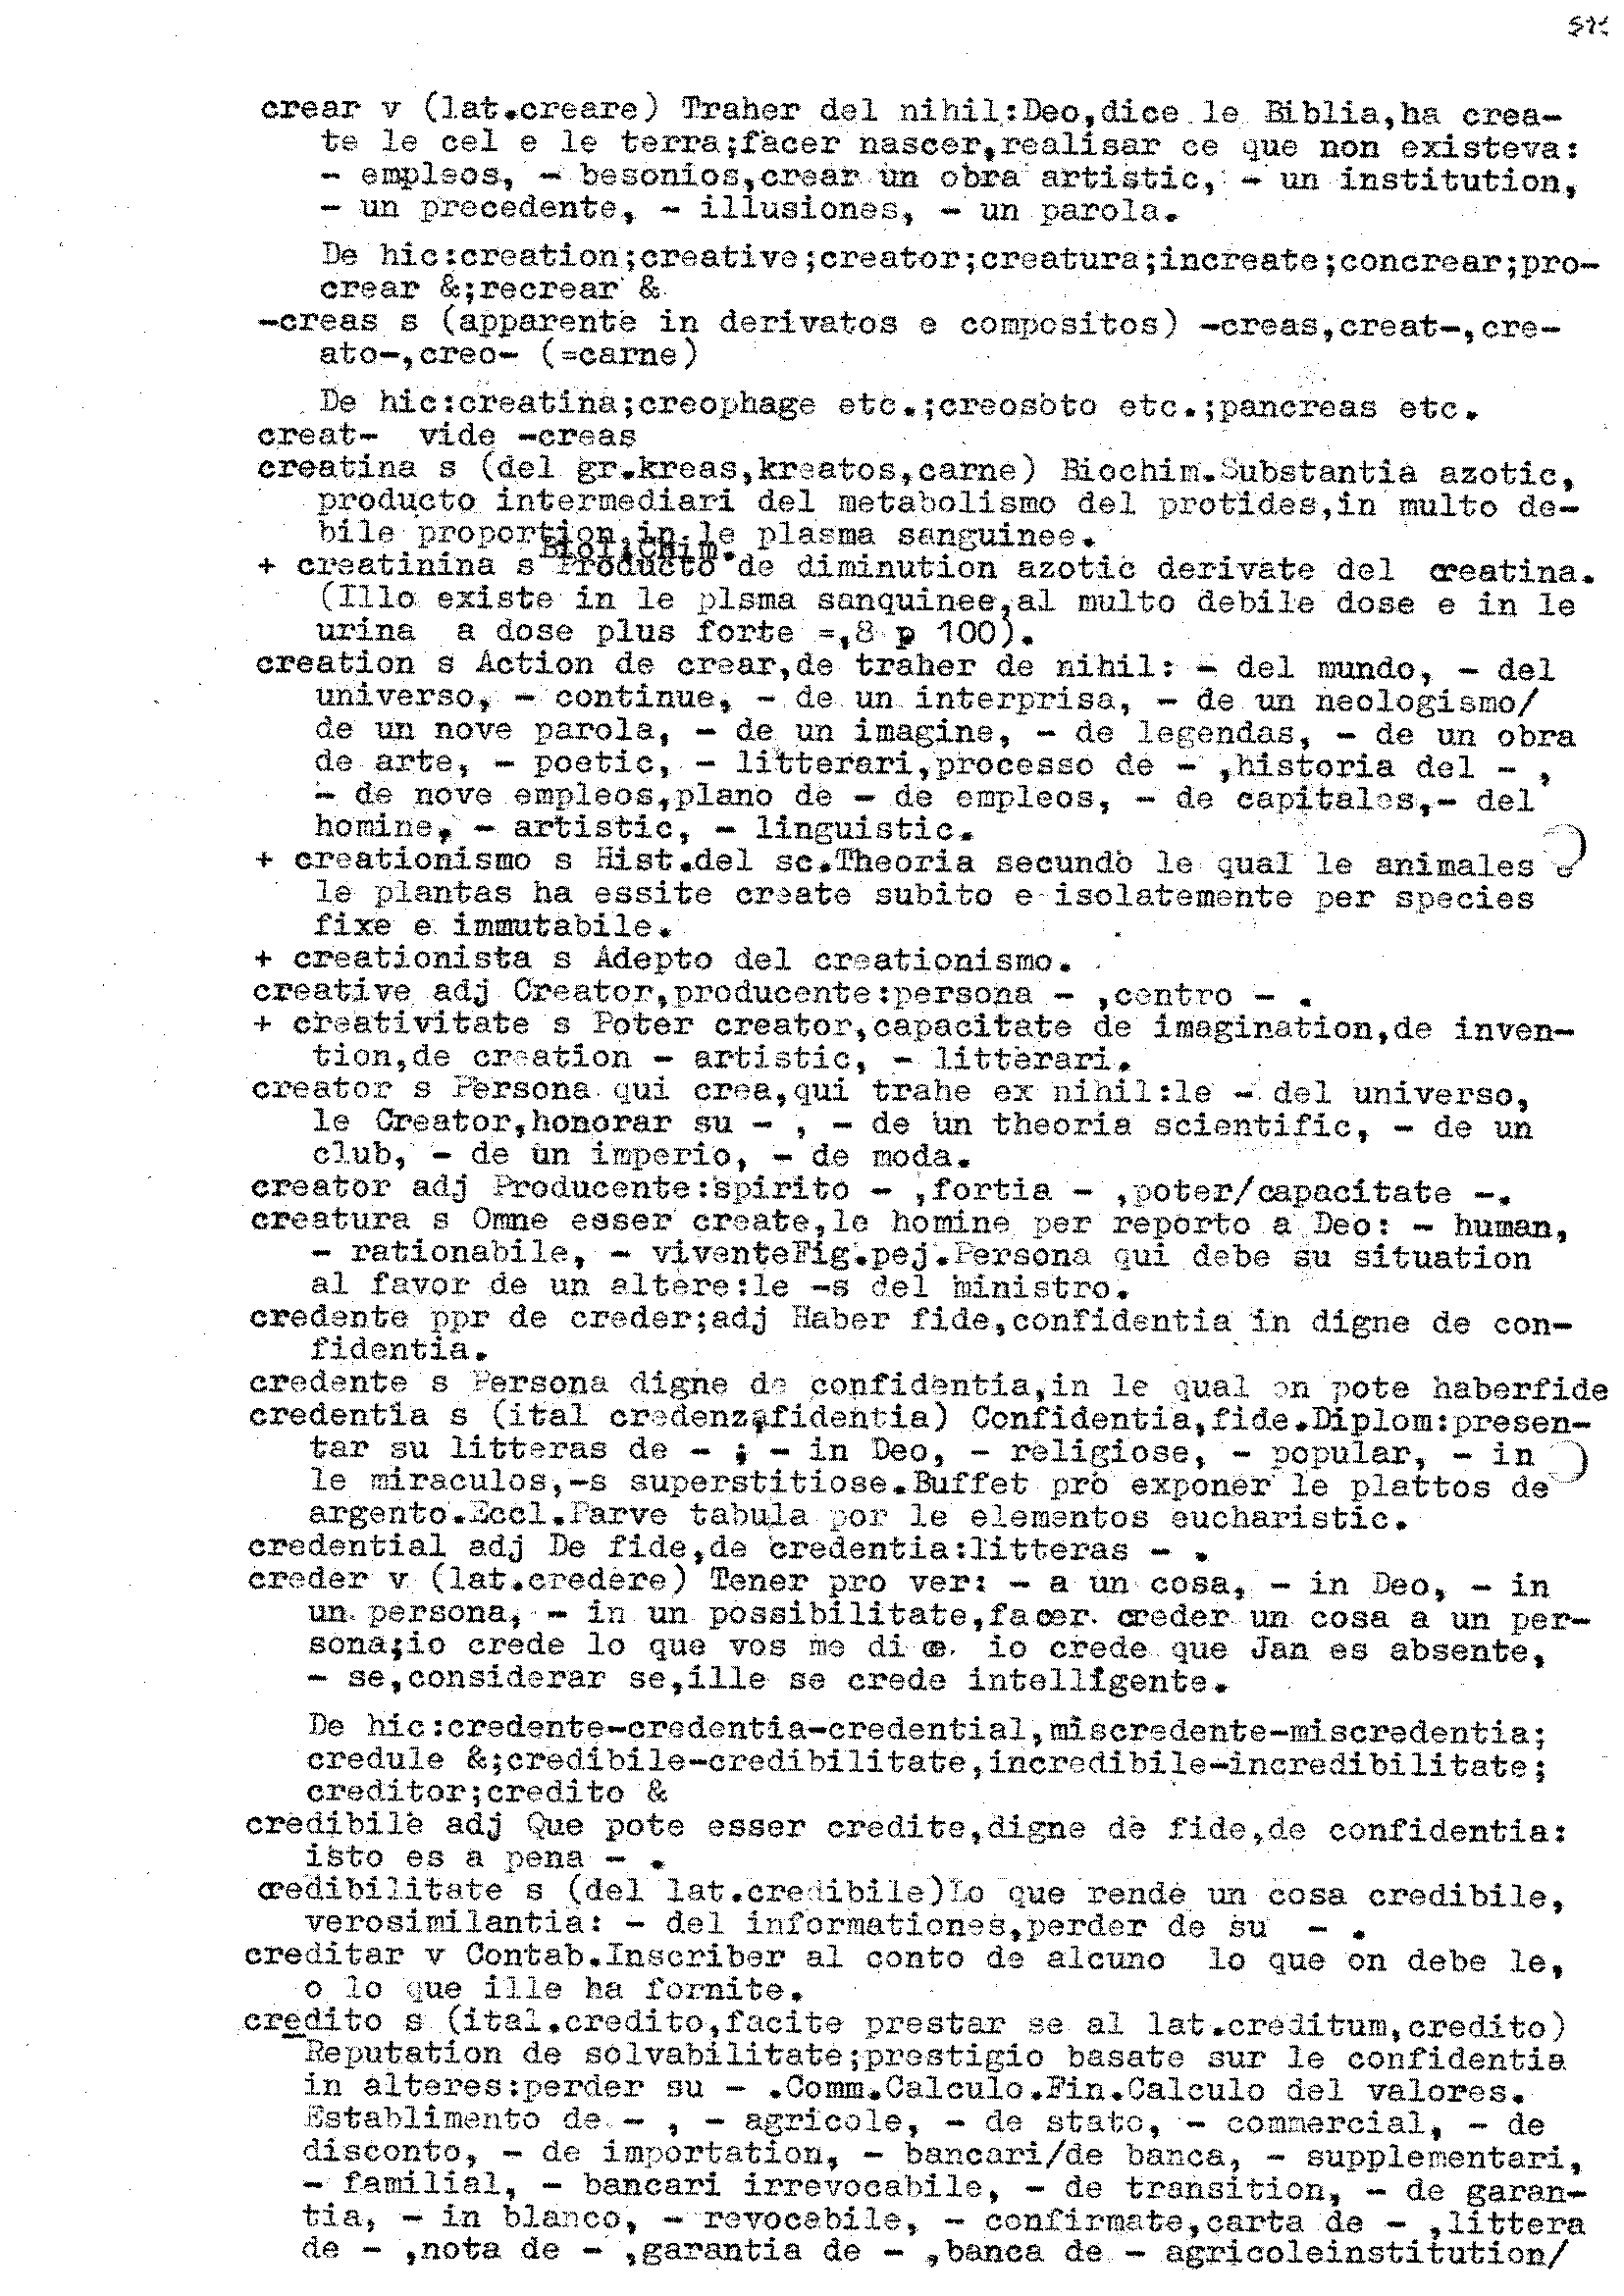 crear v (lat.creare) Traher del nihil:Deo,dice le Biblia,ha crea-
te le cel e le terra;facer nascer,realisar ce que non existeva:
- empleos, - besonios,crear un obra artistic, - un institution,
- un precedente, - illusiones, - un parola.
De hic:creation;creative;creator;creatura;increate;concrear;pro-
crear &;recrear &
-creas s (apparente in derivatos e compositos) -creas,creat-,cre-
ato-,creo- (=carne)
De hic:creatina;creophage etc.;creosoto etc.;pancreas etc.
creat- vide -creas
creatina s (del gr.kreas,kreatos,carne) Biochim.Substantia azotic,
producto intermediari del metabolismo del protides,in multo de-
bile proportion in le plasma sanguinee.
Biol.Chim.
+ creatinina s Producto de diminution azotic derivate del creatina.
(Illo existe in le plsma sanquinee,al multo debile dose e in le
urina a dose plus forte =,8 p 100).
creation s Action de crear,de traher de nihil: - del mundo, - del
universo, - continue, - de un interprisa, - de un neologismo/
de un nove parola, - de un imagine, - de legendas, - de un obra
de arte, - poetic, - litterari,processo de - ,historia del - ,
- de nove empleos,plano de - de empleos, - de capitales,- del
homine, - artistic, - linguistic.
+ creationismo s Hist.del sc.Theoria secundo le qual le animales ?
le plantas ha essite create subito e isolatemente per species
fixe e immutabile.
+ creationista s Adepto del creationismo.
creative adj Creator,producente:persona - ,centro - .
+ creativitate s Poter creator,capacitate de imagination,de inven-
tion,de creation - artistic, - litterari.
creator s Persona qui crea,qui trahe ex nihil:le - del universo,
le Creator,honorar su - , - de un theoria scientific, - de un
club, - de un imperio, - de moda.
creator adj Producente:spirito - ,fortia - ,poter/capacitate -.
creatura s Omne esser create,le homine per reporto a Deo: - human,
- rationabile, - viventeFig.pej.Persona qui debe su situation
al favor de un altere:le -s del ministro.
credente ppr de creder;adj Haber fide,confidentia in digne de con-
fidentia.
credente s Persona digne de confidentia,in le qual on pote haberfide
credentia s (ital credenza,fidentia) Confidentia,fide.Diplom:presen-
tar su litteras de - ; - in Deo, - religiose, - popular, - in
le miraculos,-s superstitiose.Buffet pro exponer le plattos de
argento.Eccl.Parve tabula por le elementos eucharistic.
credential adj De fide,de credentia:litteras - .
creder v (lat.credere) Tener pro ver: - a un cosa, - in Deo, - in
un persona, - in un possibilitate,facer creder un cosa a un per-
sona;io crede lo que vos me dice. io crede que Jan es absente,
- se,considerar se,ille se crede intelligente.
De hic:credente-credentia-credential,miscredente-miscredentia;
credule &;credibile-credibilitate,incredibile-incredibilitate;
creditor;credito &
credibile adj Que pote esser credite,digne de fide,de confidentia:
isto es a pena - .
credibilitate s (del lat.credibile)Lo que rende un cosa credibile,
verosimilantia: - del informationes,perder de su - .
creditar v Contab.Inscriber al conto de alcuno lo que on debe le,
o lo que ille ha fornite.
credito s (ital.credito,facite prestar se al lat.creditum,credito)
Reputation de solvabilitate;prestigio basate sur le confidentia
in alteres:perder su - .Comm.Calculo.Fin.Calculo del valores.
Establimento de - , - agricole, - de stato, - commercial, - de
disconto, - de importation, - bancari/de banca, - supplementari,
- familial, - bancari irrevocabile, - de transition, - de garan-
tia, - in blanco, - revocabile, - confirmate,carta de - ,littera
de - ,nota de - ,garantia de - ,banca de - agricoleinstitution/